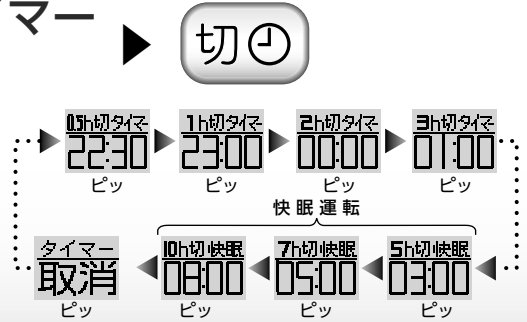 マー
切
0.5h切タイマー 1h切タイマー 2h切タイマー 3h切タイマー
22:30 23:00 00:00 01:00
ピッ ピッ ピッ ピッ
快眠運転
タイマー 10h切快眠 7h切快眠 5h切快眠
取消 08:00 05:00 03:00
ピッ ピッ ピッ ピッ